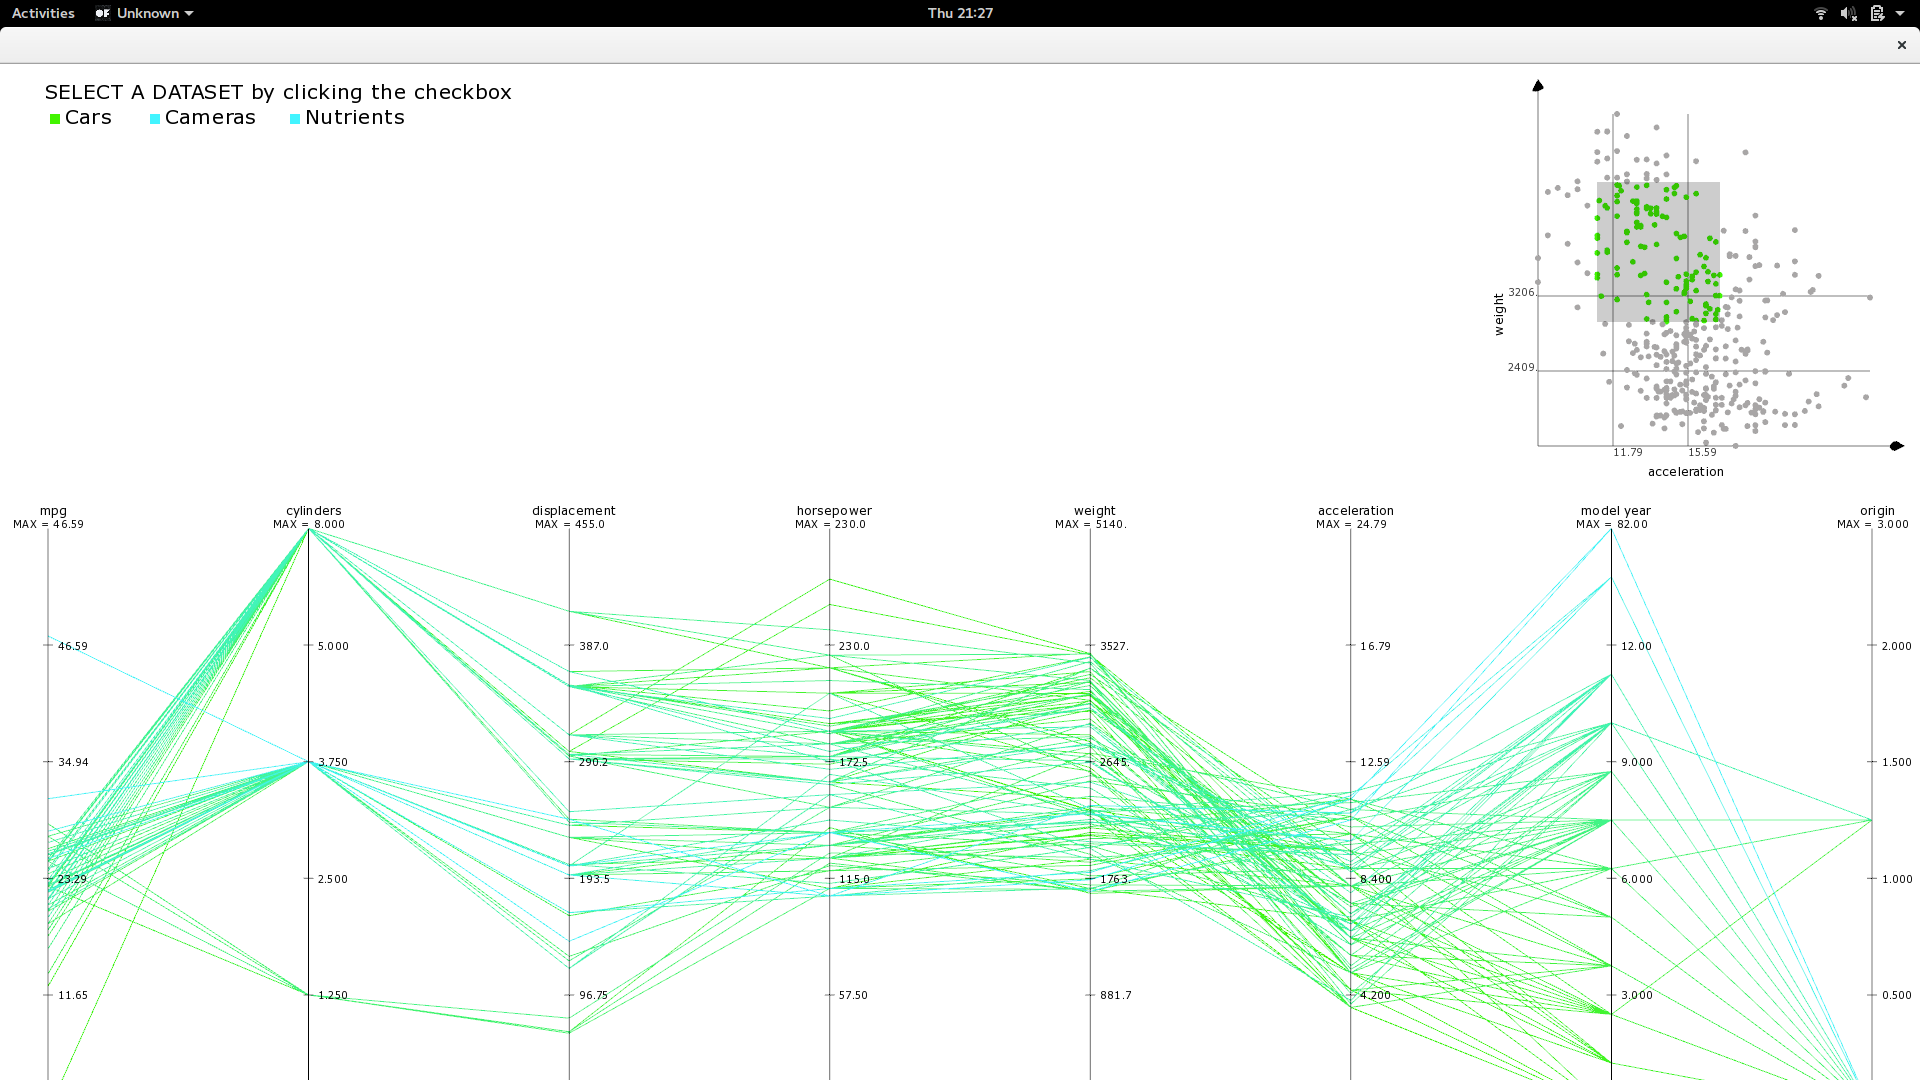 Activities Unknown Thu 21:27
SELECT A DATASET by clicking the checkbox
Cars Cameras Nutrients
weight
3206.
2409.
11.79 15.59
acceleration
mpg cylinders displacement horsepower weight acceleration model year origin
MAX = 46.59 MAX = 8.000 MAX = 455.0 MAX = 230.0 MAX = 5140. MAX = 24.79 MAX = 82.00 MAX = 3.000
46.59 5.000 387.0 230.0 3527. 16.79 12.00 2.000
34.94 3.750 290.2 172.5 2645. 12.59 9.000 1.500
23.29 2.500 193.5 115.0 1763. 8.400 6.000 1.000
11.65 1.250 96.75 57.50 881.7 4.200 3.000 0.500